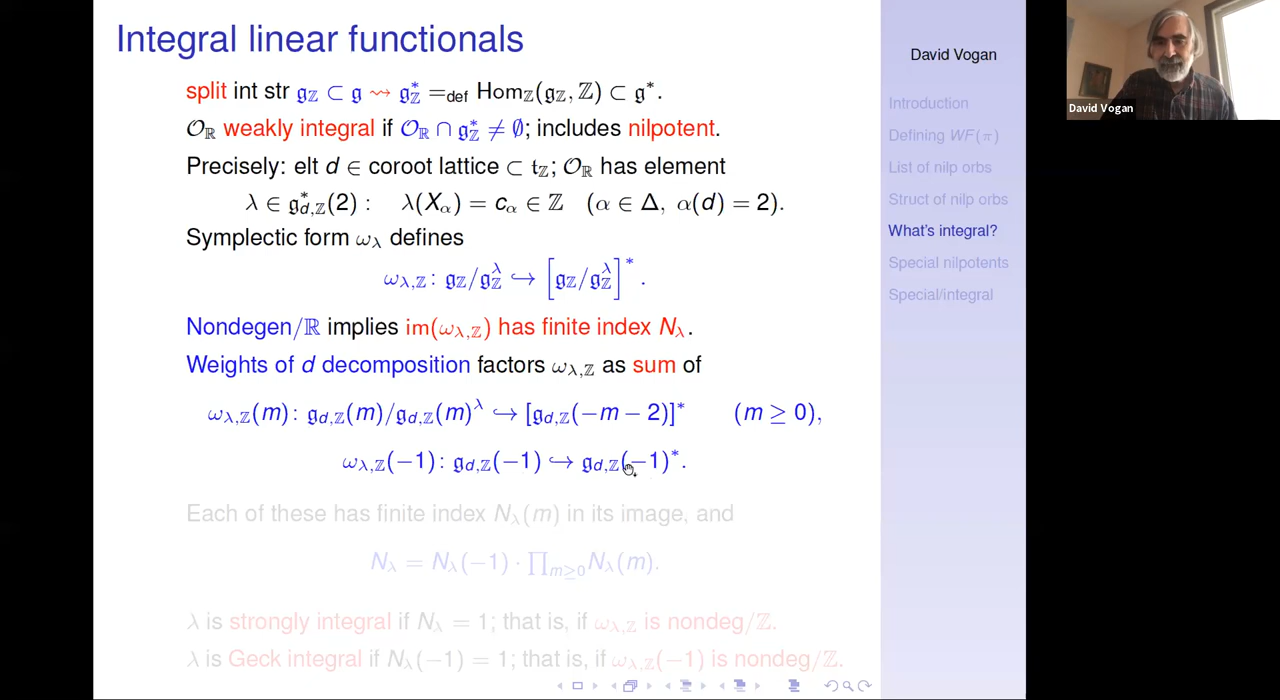 Integral linear functionals
split int str 𝔤_ℤ ⊂ 𝔤 ⇝ 𝔤*_ℤ =_def Hom_ℤ(𝔤_ℤ, ℤ) ⊂ 𝔤*.
𝒪_ℝ weakly integral if 𝒪_ℝ ∩ 𝔤*_ℤ ≠ ∅; includes nilpotent.
Precisely: elt d ∈ coroot lattice ⊂ 𝔱_ℤ; 𝒪_ℝ has element
λ ∈ 𝔤*_{d,ℤ}(2) : λ(X_α) = c_α ∈ ℤ (α ∈ Δ, α(d) = 2).
Symplectic form ω_λ defines
ω_{λ,ℤ} : 𝔤_ℤ/𝔤^λ_ℤ ↪ [𝔤_ℤ/𝔤^λ_ℤ]*.
Nondegen/ℝ implies im(ω_{λ,ℤ}) has finite index N_λ.
Weights of d decomposition factors ω_{λ,ℤ} as sum of
ω_{λ,ℤ}(m) : 𝔤_{d,ℤ}(m)/𝔤_{d,ℤ}(m)^λ ↪ [𝔤_{d,ℤ}(−m − 2)]* (m ≥ 0),
ω_{λ,ℤ}(−1) : 𝔤_{d,ℤ}(−1) ↪ 𝔤_{d,ℤ}(−1)*.
Each of these has finite index N_λ(m) in its image, and
N_λ = N_λ(−1) · ∏_{m≥0} N_λ(m).
λ is strongly integral if N_λ = 1; that is, if ω_{λ,ℤ} is nondeg/ℤ.
λ is Geck integral if N_λ(−1) = 1; that is, if ω_{λ,ℤ}(−1) is nondeg/ℤ.
David Vogan
Introduction
Defining WF(π)
List of nilp orbs
Struct of nilp orbs
What's integral?
Special nilpotents
Special/integral
David Vogan